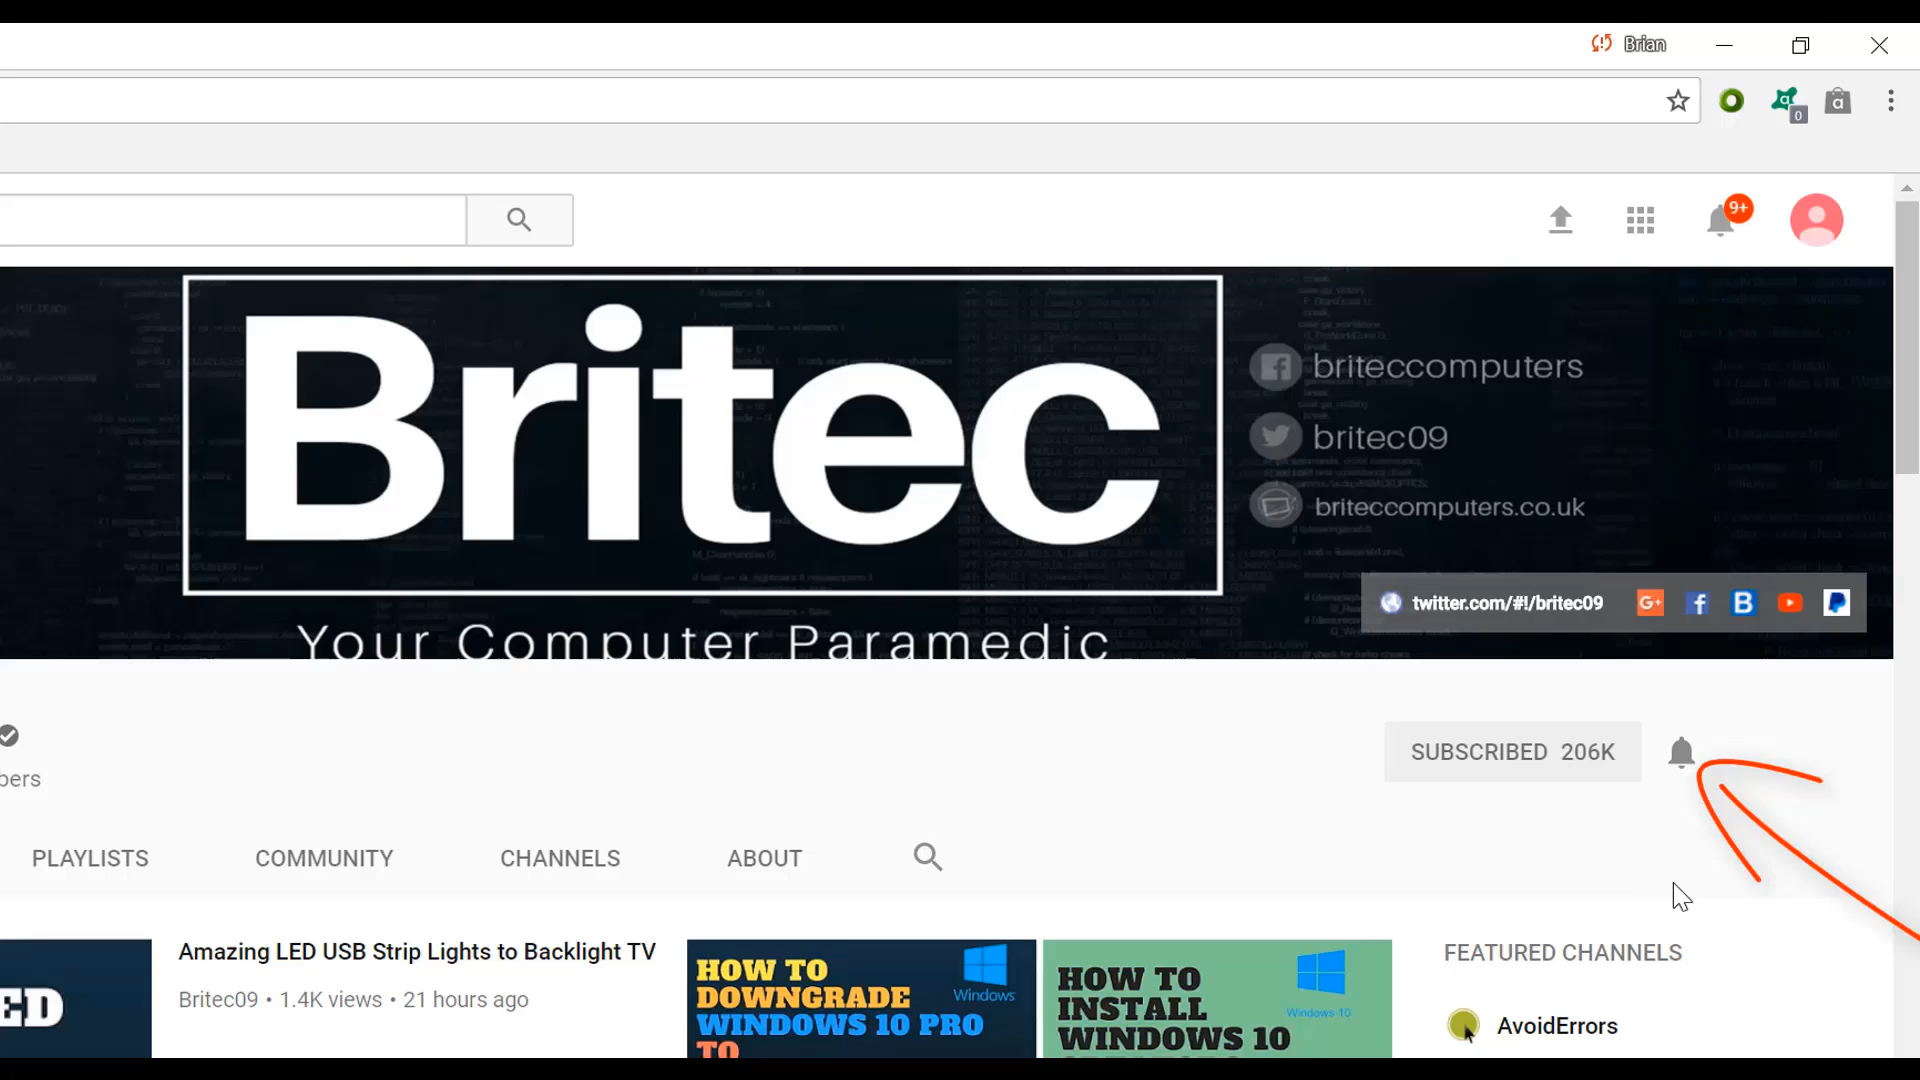 Brian
0
9+
Britec
Your Computer Paramedic
briteccomputers
britec09
briteccomputers.co.uk
twitter.com/#!/britec09
bers
SUBSCRIBED 206K
PLAYLISTS
COMMUNITY
CHANNELS
ABOUT
ED
Amazing LED USB Strip Lights to Backlight TV
Britec09 • 1.4K views • 21 hours ago
HOW TO
DOWNGRADE
WINDOWS 10 PRO
TO
Windows
HOW TO
INSTALL
WINDOWS 10
Windows 10
FEATURED CHANNELS
AvoidErrors